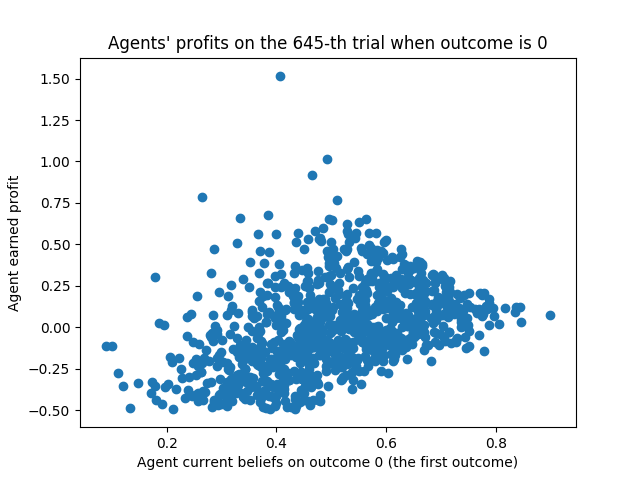 Agents' profits on the 645-th trial when outcome is 0
Agent earned profit
1.50
1.25
1.00
0.75
0.50
0.25
0.00
−0.25
−0.50
0.2 0.4 0.6 0.8
Agent current beliefs on outcome 0 (the first outcome)